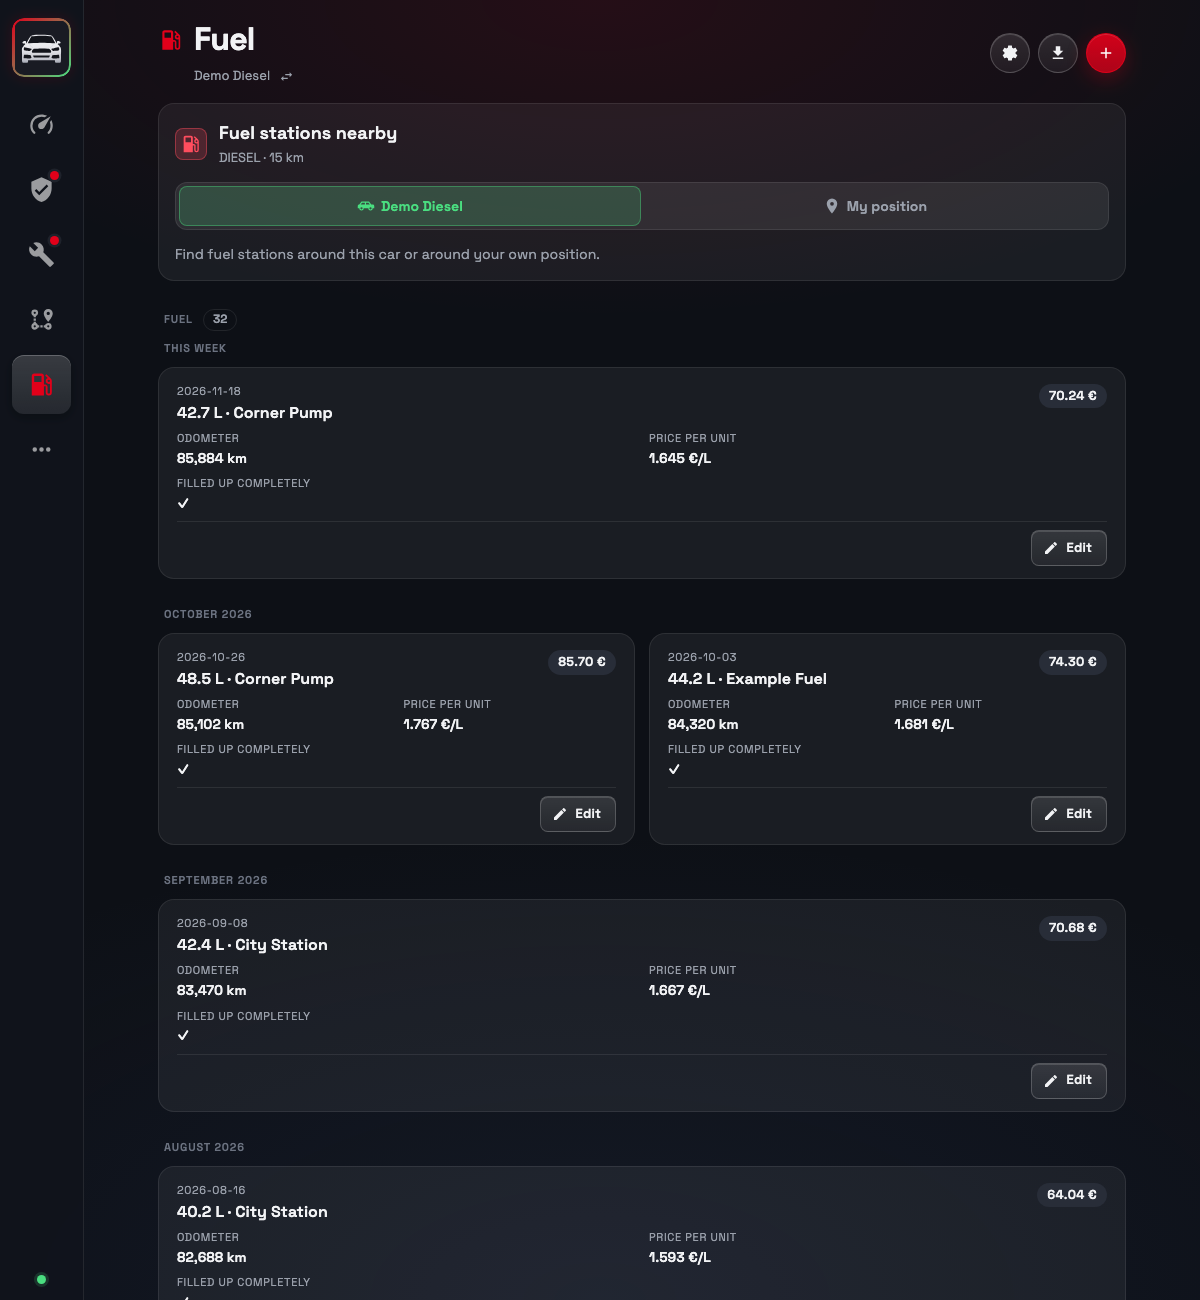 Fuel
Demo Diesel
Fuel stations nearby
DIESEL · 15 km
Demo Diesel
My position
Find fuel stations around this car or around your own position.
FUEL 32
THIS WEEK
2026-11-18
70.24 €
42.7 L · Corner Pump
ODOMETER
PRICE PER UNIT
85,884 km
1.645 €/L
FILLED UP COMPLETELY
Edit
OCTOBER 2026
2026-10-26
85.70 €
48.5 L · Corner Pump
ODOMETER
PRICE PER UNIT
85,102 km
1.767 €/L
FILLED UP COMPLETELY
Edit
2026-10-03
74.30 €
44.2 L · Example Fuel
ODOMETER
PRICE PER UNIT
84,320 km
1.681 €/L
FILLED UP COMPLETELY
Edit
SEPTEMBER 2026
2026-09-08
70.68 €
42.4 L · City Station
ODOMETER
PRICE PER UNIT
83,470 km
1.667 €/L
FILLED UP COMPLETELY
Edit
AUGUST 2026
2026-08-16
64.04 €
40.2 L · City Station
ODOMETER
PRICE PER UNIT
82,688 km
1.593 €/L
FILLED UP COMPLETELY